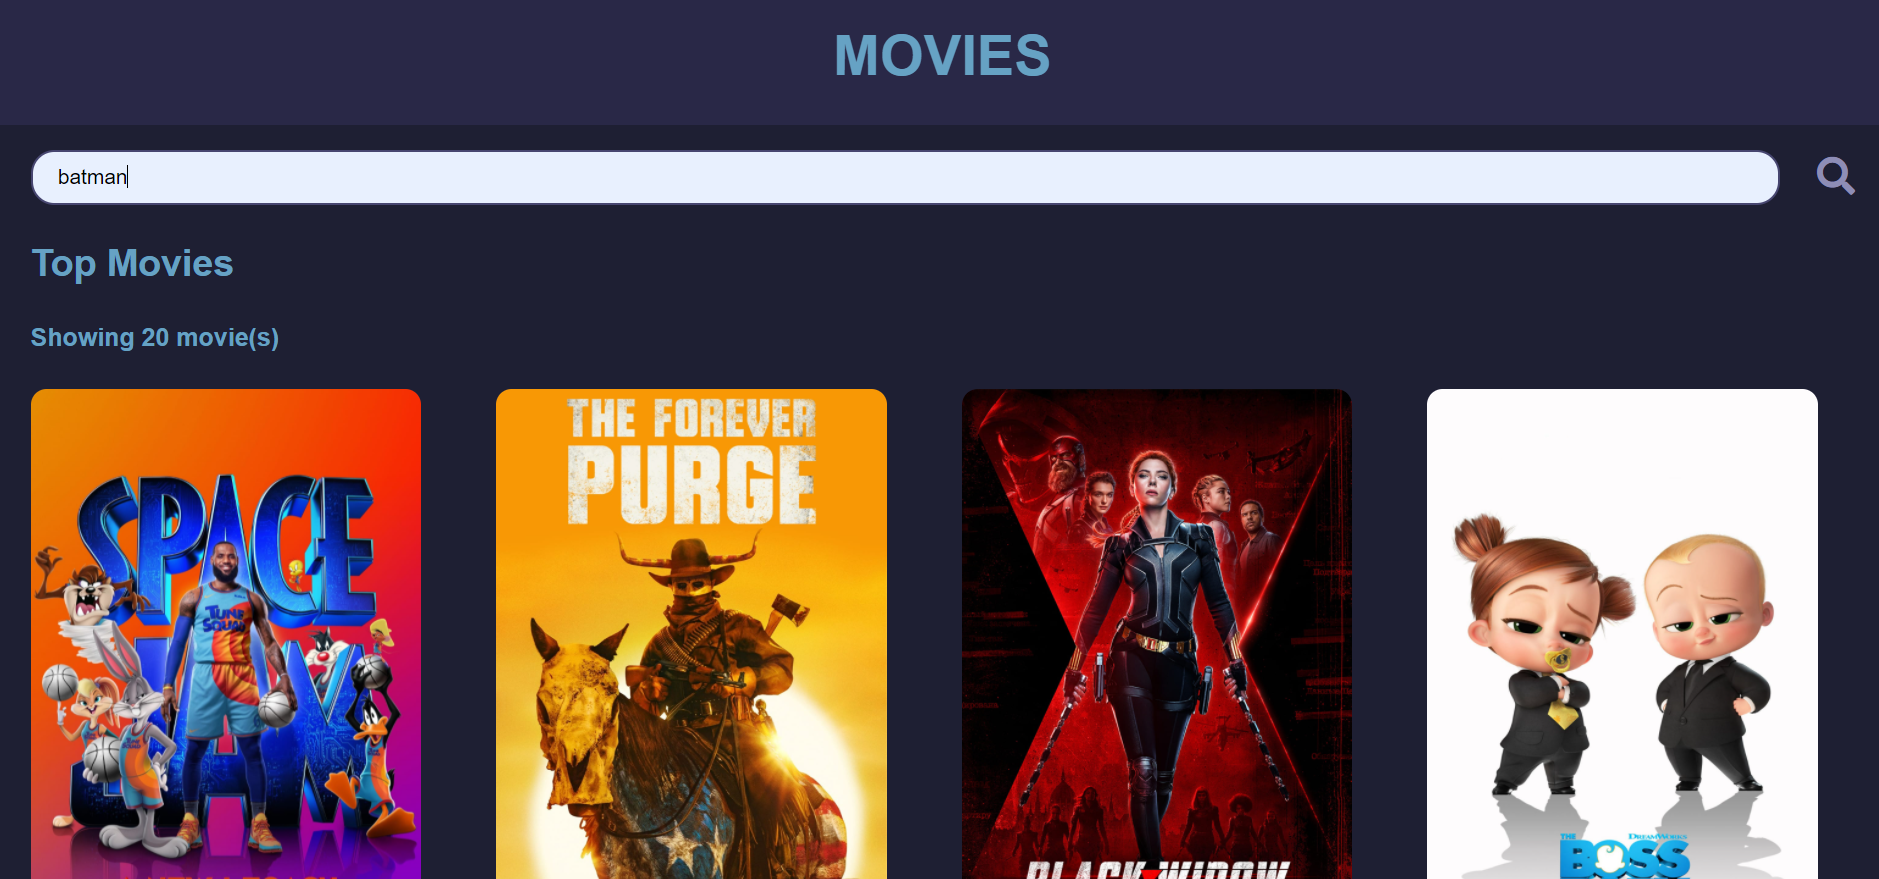 MOVIES
batman
Top Movies
Showing 20 movie(s)
SPACE
JAM
TUNE
SQUAD
THE FOREVER
PURGE
BLACK WIDOW
THE
DREAMWORKS
BOSS